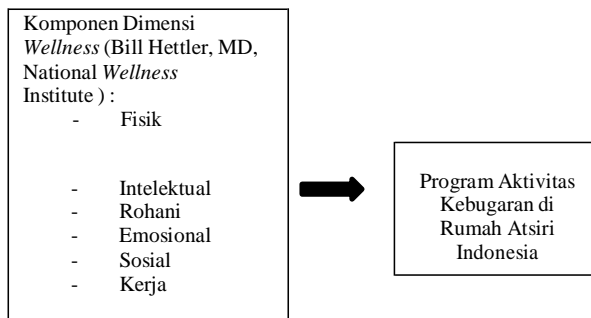 Komponen Dimensi
Wellness (Bill Hettler, MD,
National Wellness
Institute ) :
- Fisik
- Intelektual
- Rohani
- Emosional
- Sosial
- Kerja
Program Aktivitas
Kebugaran di
Rumah Atsiri
Indonesia